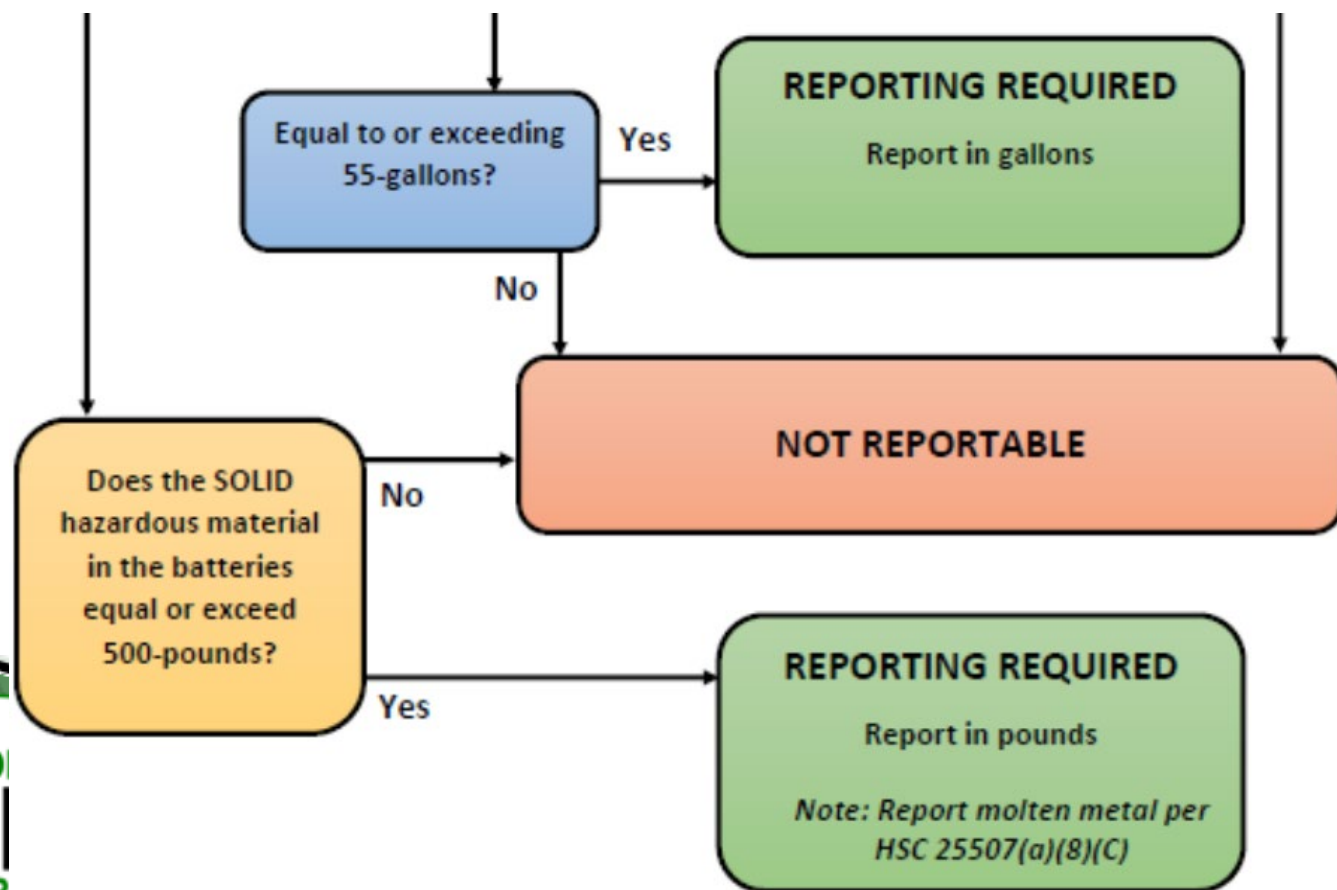 Equal to or exceeding
55-gallons?
Yes
REPORTING REQUIRED
Report in gallons
No
NOT REPORTABLE
Does the SOLID
hazardous material
in the batteries
equal or exceed
500-pounds?
No
Yes
REPORTING REQUIRED
Report in pounds
Note: Report molten metal per
HSC 25507(a)(8)(C)